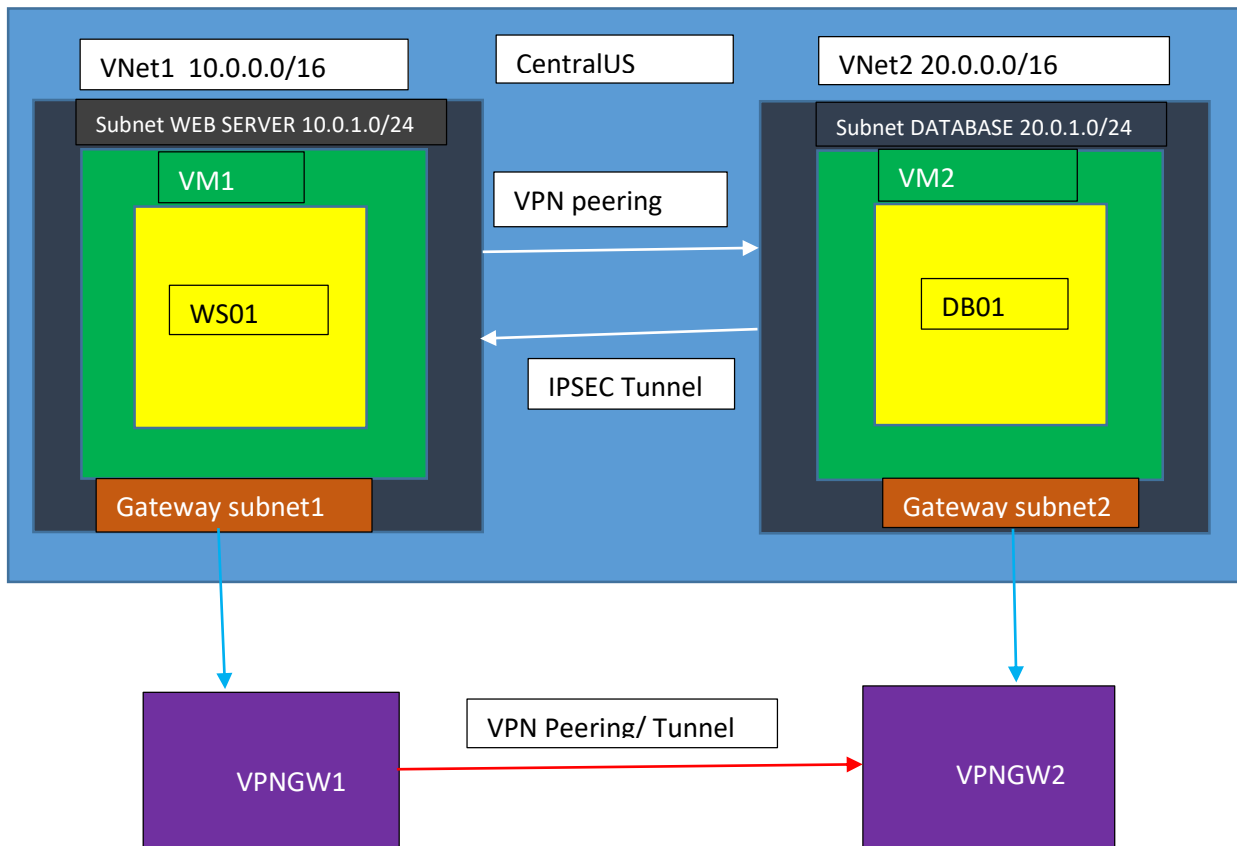 VNet1 10.0.0.0/16
CentralUS
VNet2 20.0.0.0/16
Subnet WEB SERVER 10.0.1.0/24
Subnet DATABASE 20.0.1.0/24
VM1
VM2
VPN peering
WS01
DB01
IPSEC Tunnel
Gateway subnet1
Gateway subnet2
VPN Peering/ Tunnel
VPNGW1
VPNGW2